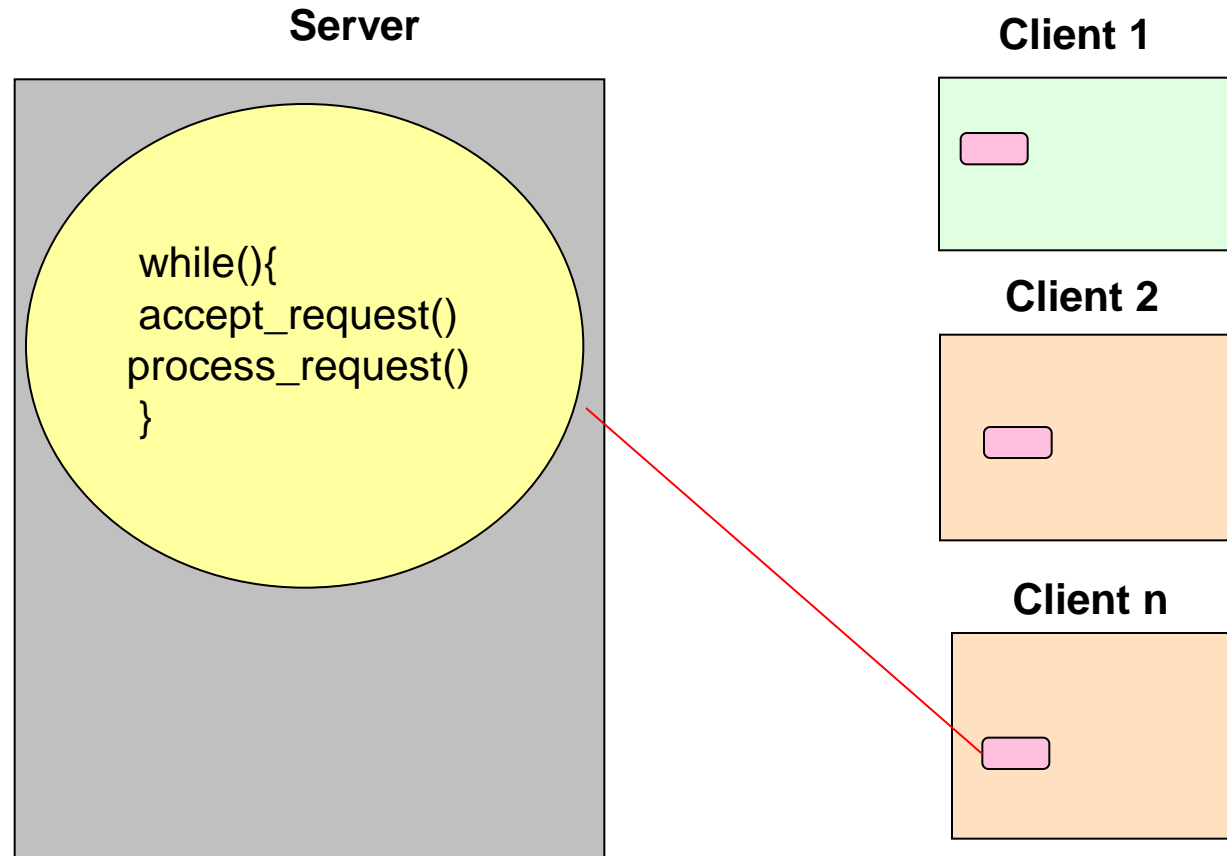 Server
while(){
accept_request()
process_request()
}
Client 1
Client 2
Client n